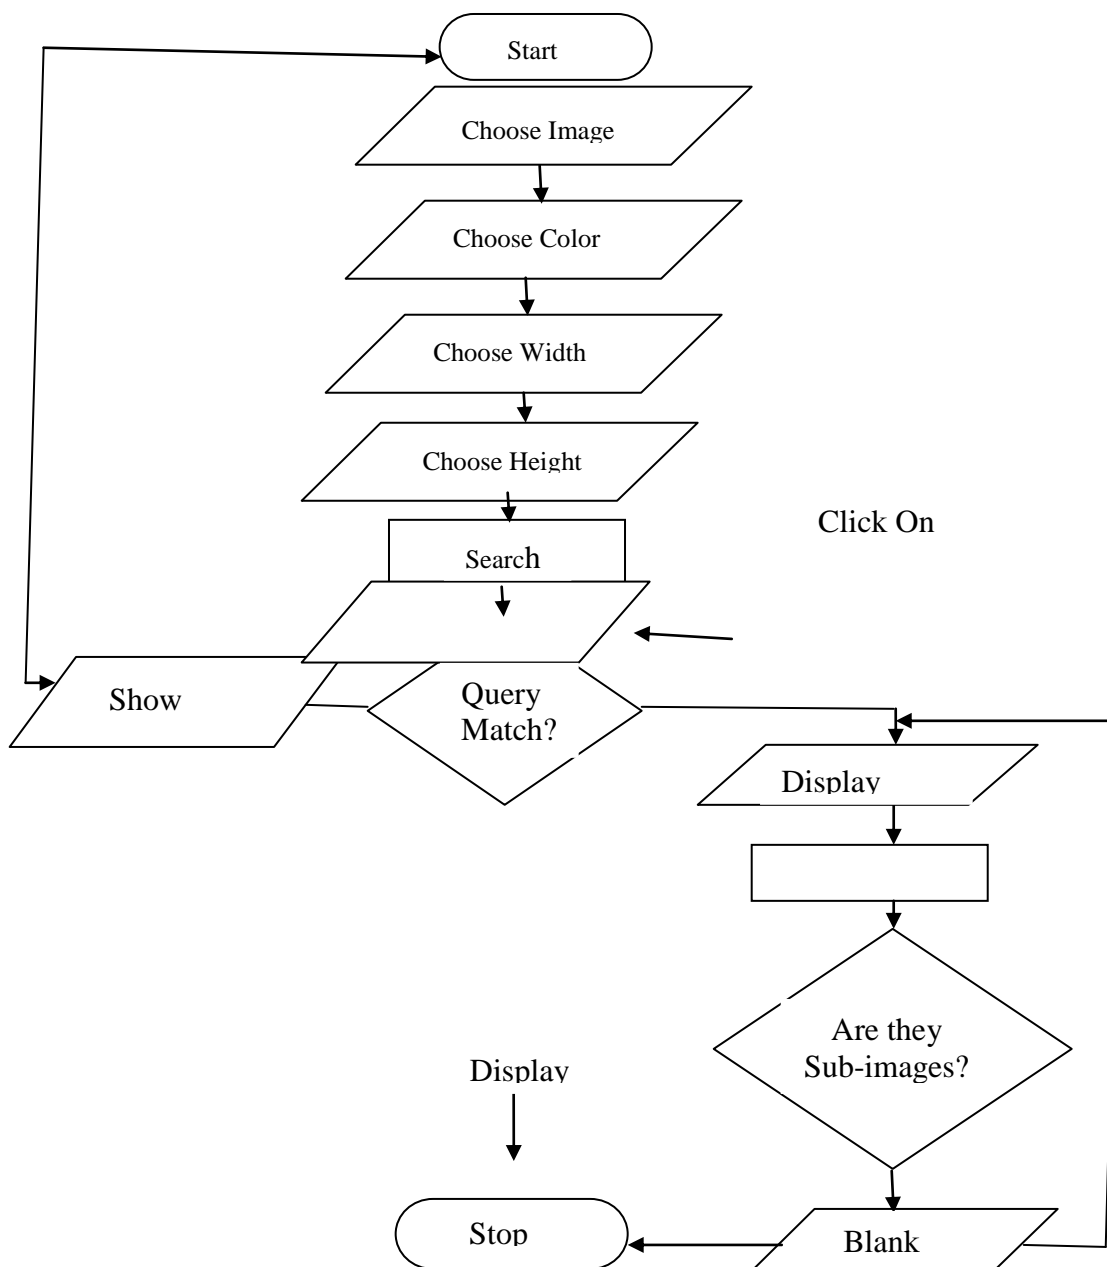 Start
Choose Image
Choose Color
Choose Width
Choose Height
Click On
Search
Show
Query
Match?
Display
Are they
Sub-images?
Display
Stop
Blank